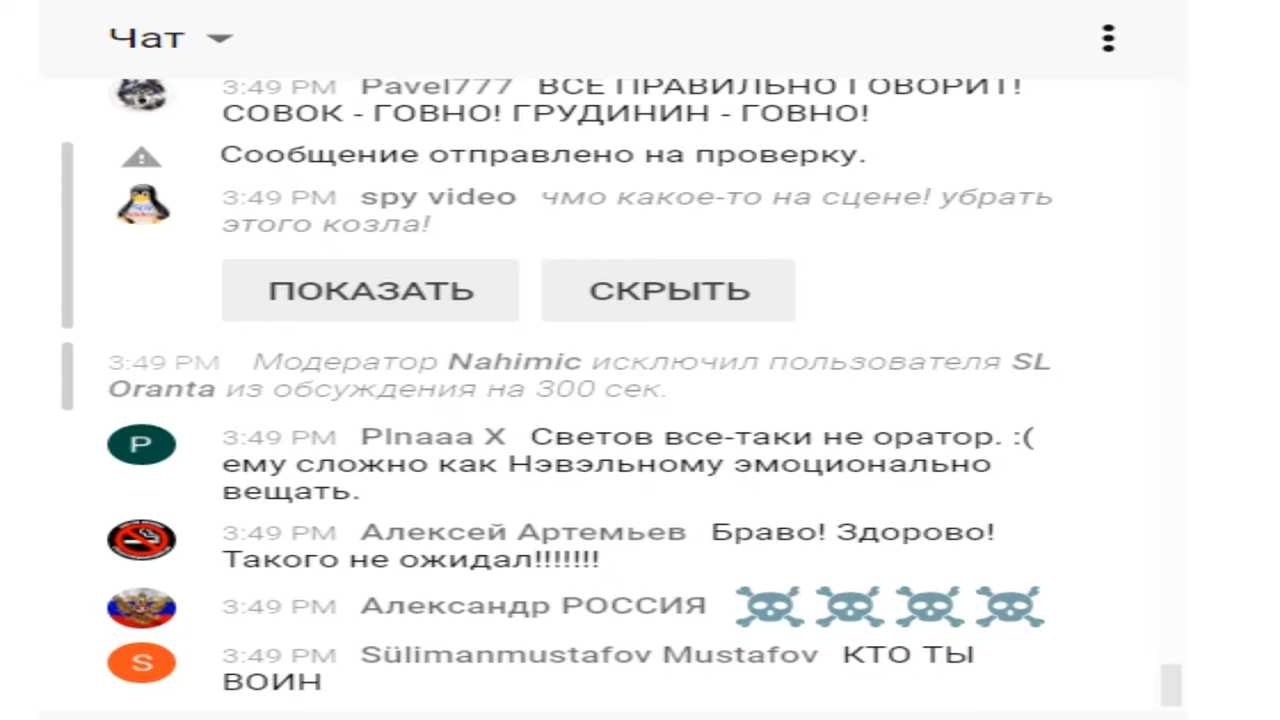 Чат
3:49 PM Pavel777 ВСЕ ПРАВИЛЬНО ГОВОРИТ!
СОВОК - ГОВНО! ГРУДИНИН - ГОВНО!
Сообщение отправлено на проверку.
3:49 PM spy video чмо какое-то на сцене! убрать
этого козла!
ПОКАЗАТЬ СКРЫТЬ
3:49 PM Модератор Nahimic исключил пользователя SL
Oranta из обсуждения на 300 сек.
P
3:49 PM Plnaaa X Светов все-таки не оратор. :(
ему сложно как Нэвэльному эмоционально
вещать.
3:49 PM Алексей Артемьев Браво! Здорово!
Такого не ожидал!!!!!!!
3:49 PM Александр РОССИЯ ☠☠☠☠
S
3:49 PM Sülimanmustafov Mustafov КТО ТЫ
ВОИН